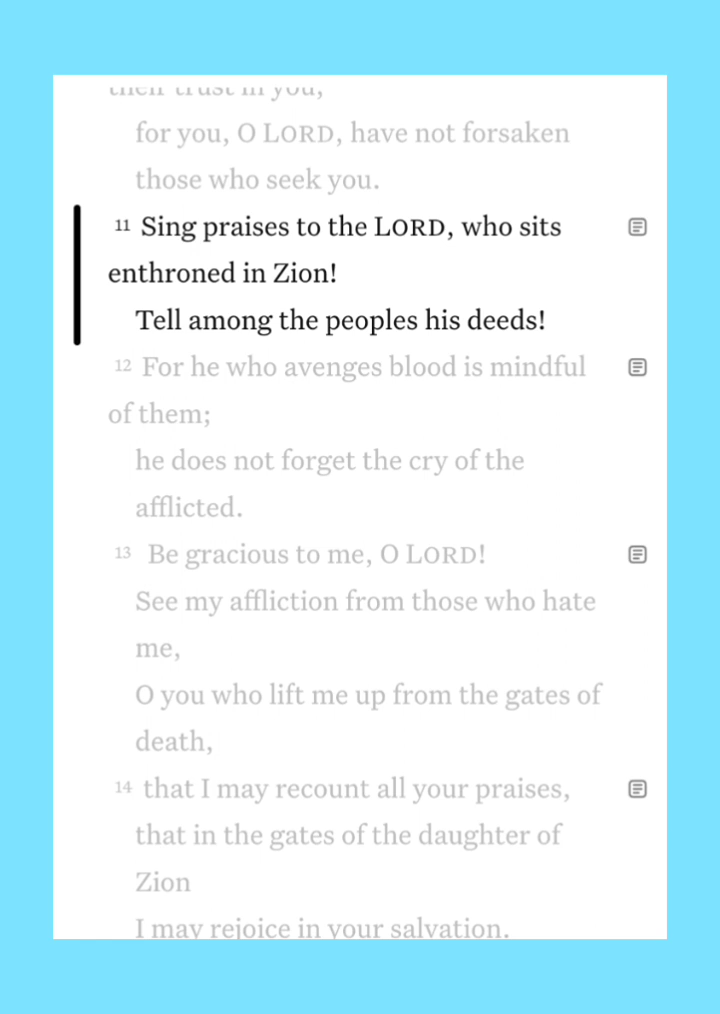 their trust in you,
for you, O LORD, have not forsaken
those who seek you.
11 Sing praises to the LORD, who sits
enthroned in Zion!
Tell among the peoples his deeds!
12 For he who avenges blood is mindful
of them;
he does not forget the cry of the
afflicted.
13 Be gracious to me, O LORD!
See my affliction from those who hate
me,
O you who lift me up from the gates of
death,
14 that I may recount all your praises,
that in the gates of the daughter of
Zion
I may rejoice in your salvation.